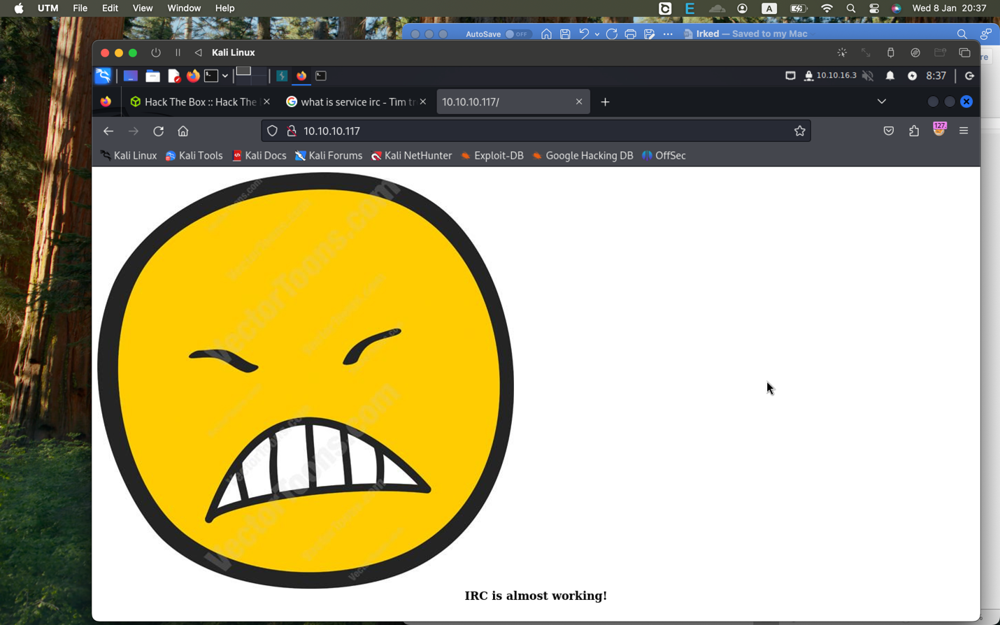 UTM File Edit View Window Help
A
Wed 8 Jan 20:37
AutoSave OFF
Irked — Saved to my Mac
re
Kali Linux
10.10.16.3
8:37
Hack The Box :: Hack The
what is service irc - Tim tr
10.10.10.117/
10.10.10.117
127.
Kali Linux Kali Tools Kali Docs Kali Forums Kali NetHunter Exploit-DB Google Hacking DB OffSec
VectorToons.com
VectorToons.com
IRC is almost working!